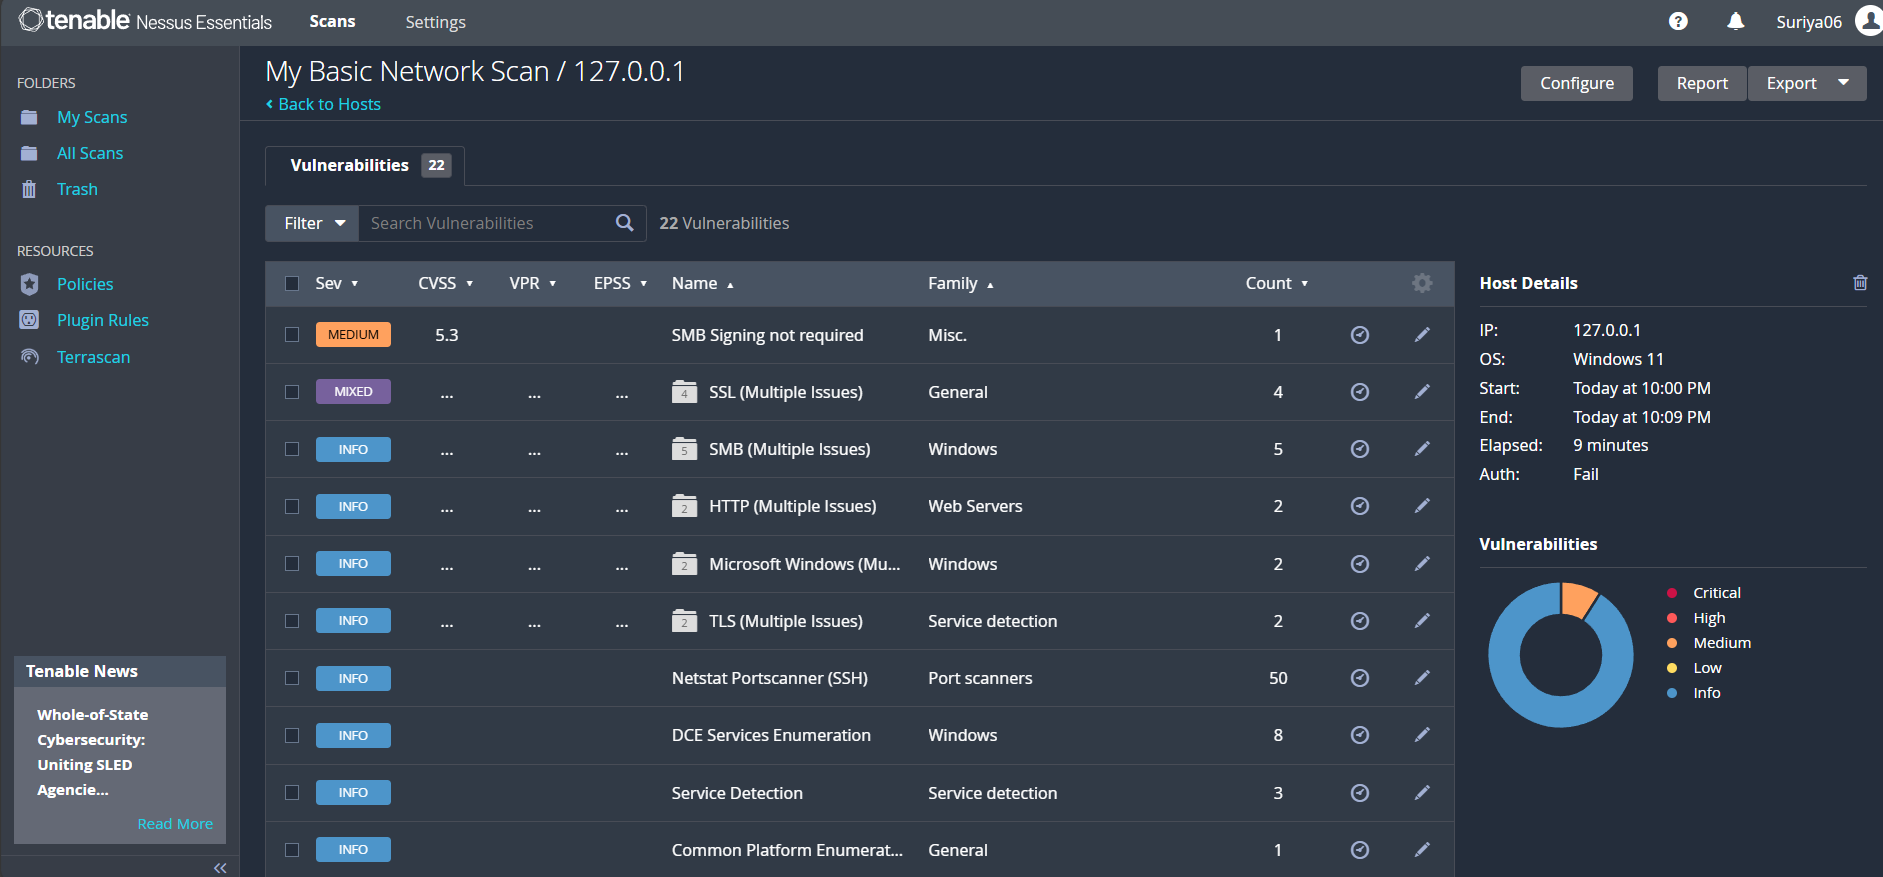 tenable Nessus Essentials Scans Settings ? Suriya06
FOLDERS
My Scans
All Scans
Trash
RESOURCES
Policies
Plugin Rules
Terrascan
Tenable News
Whole-of-State
Cybersecurity:
Uniting SLED
Agencie...
Read More
My Basic Network Scan / 127.0.0.1
Back to Hosts
Configure Report Export
Vulnerabilities 22
Filter Search Vulnerabilities 22 Vulnerabilities
Sev CVSS VPR EPSS Name Family Count
MEDIUM 5.3 SMB Signing not required Misc. 1
MIXED ... ... ... 4 SSL (Multiple Issues) General 4
INFO ... ... ... 5 SMB (Multiple Issues) Windows 5
INFO ... ... ... 2 HTTP (Multiple Issues) Web Servers 2
INFO ... ... ... 2 Microsoft Windows (Mu... Windows 2
INFO ... ... ... 2 TLS (Multiple Issues) Service detection 2
INFO Netstat Portscanner (SSH) Port scanners 50
INFO DCE Services Enumeration Windows 8
INFO Service Detection Service detection 3
INFO Common Platform Enumerat... General 1
Host Details
IP: 127.0.0.1
OS: Windows 11
Start: Today at 10:00 PM
End: Today at 10:09 PM
Elapsed: 9 minutes
Auth: Fail
Vulnerabilities
Critical
High
Medium
Low
Info